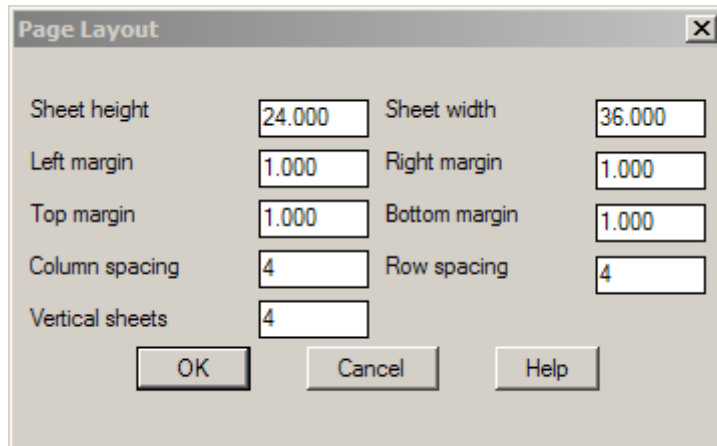 Page Layout
Sheet height 24.000 Sheet width 36.000
Left margin 1.000 Right margin 1.000
Top margin 1.000 Bottom margin 1.000
Column spacing 4 Row spacing 4
Vertical sheets 4
OK Cancel Help